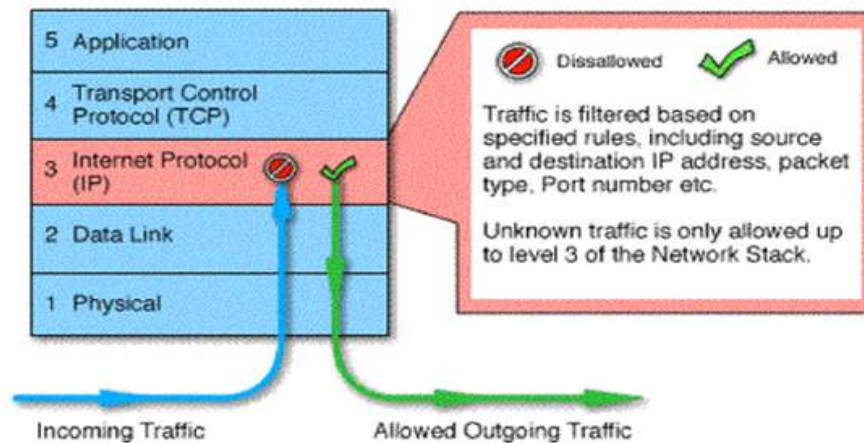 5 Application
4 Transport Control
Protocol (TCP)
3 Internet Protocol
(IP)
2 Data Link
1 Physical
Incoming Traffic
Allowed Outgoing Traffic
Dissallowed
Allowed
Traffic is filtered based on
specified rules, including source
and destination IP address, packet
type, Port number etc.
Unknown traffic is only allowed up
to level 3 of the Network Stack.